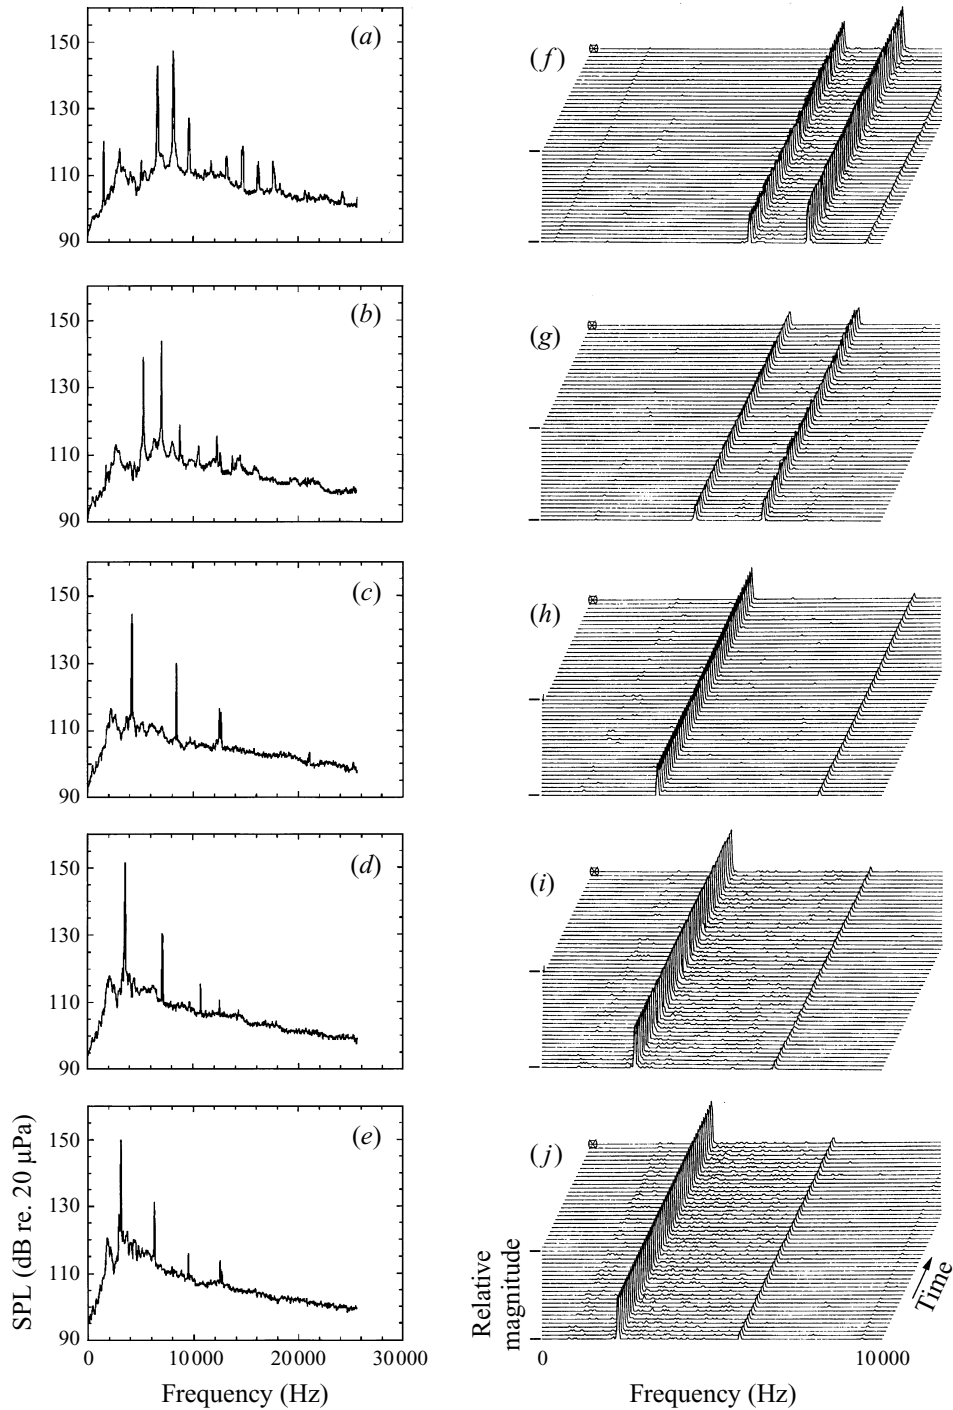 (a)
150
130
110
90
(b)
150
130
110
90
(c)
150
130
110
90
(d)
150
130
110
90
(e)
150
130
110
90
SPL (dB re. 20 μPa)
0 10000 20000 30000
Frequency (Hz)
(f)
(g)
(h)
(i)
(j)
Relative
magnitude
Time
0 10000
Frequency (Hz)